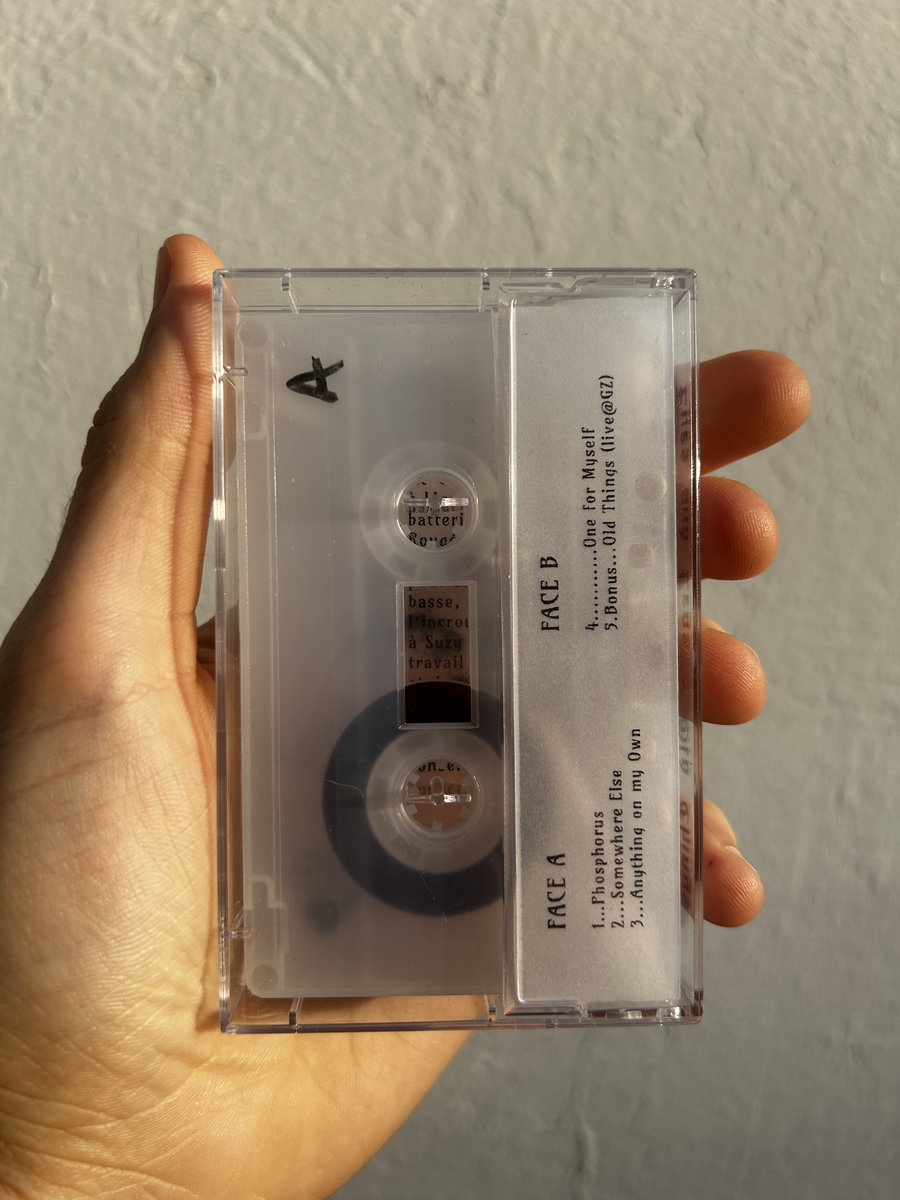 A
batteri
basse,
l'incrou
à Suzy
travail
FACE A
1...Phosphorus
2...Somewhere Else
3...Anything on my Own
FACE B
4...........One for Myself
5.Bonus...Old Things (live@GZ)